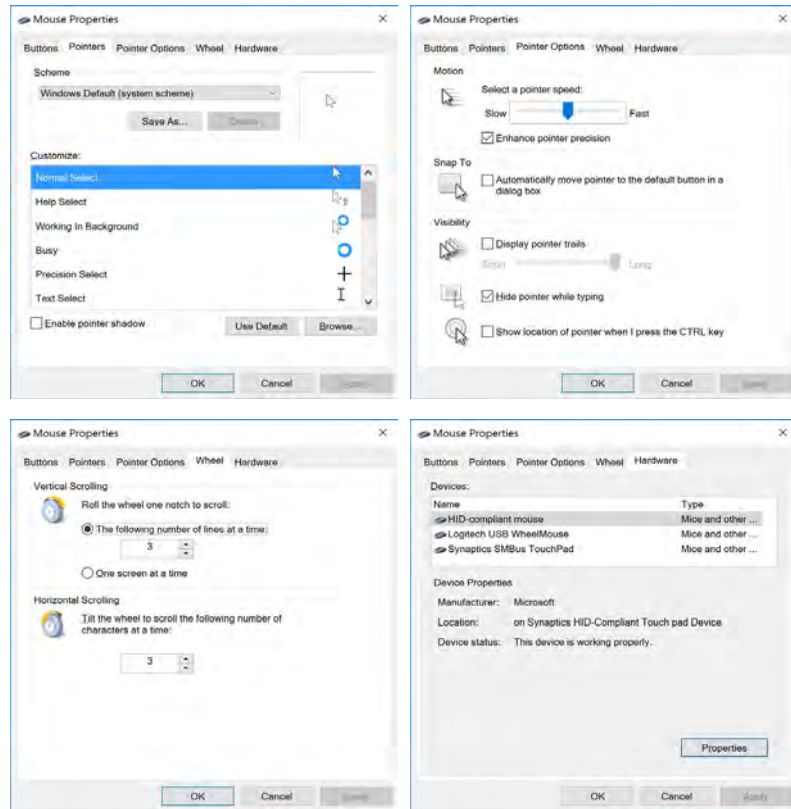 Mouse Properties
Buttons Pointers Pointer Options Wheel Hardware
Scheme
Windows Default (system scheme)
Save As...
Customize:
Normal Select
Help Select
Working In Background
Busy
Precision Select
Text Select
Enable pointer shadow
Use Default Browse...
OK Cancel
Mouse Properties
Buttons Pointers Pointer Options Wheel Hardware
Motion
Select a pointer speed:
Slow Fast
Enhance pointer precision
Snap To
Automatically move pointer to the default button in a
dialog box
Visibility
Display pointer trails
Short Long
Hide pointer while typing
Show location of pointer when I press the CTRL key
OK Cancel
Mouse Properties
Buttons Pointers Pointer Options Wheel Hardware
Vertical Scrolling
Roll the wheel one notch to scroll:
The following number of lines at a time:
3
One screen at a time
Horizontal Scrolling
Tilt the wheel to scroll the following number of
characters at a time:
3
OK Cancel
Mouse Properties
Buttons Pointers Pointer Options Wheel Hardware
Devices:
Name Type
HID-compliant mouse Mice and other ...
Logitech USB WheelMouse Mice and other ...
Synaptics SMBus TouchPad Mice and other ...
Device Properties
Manufacturer: Microsoft
Location: on Synaptics HID-Compliant Touch pad Device
Device status: This device is working properly.
Properties
OK Cancel Apply